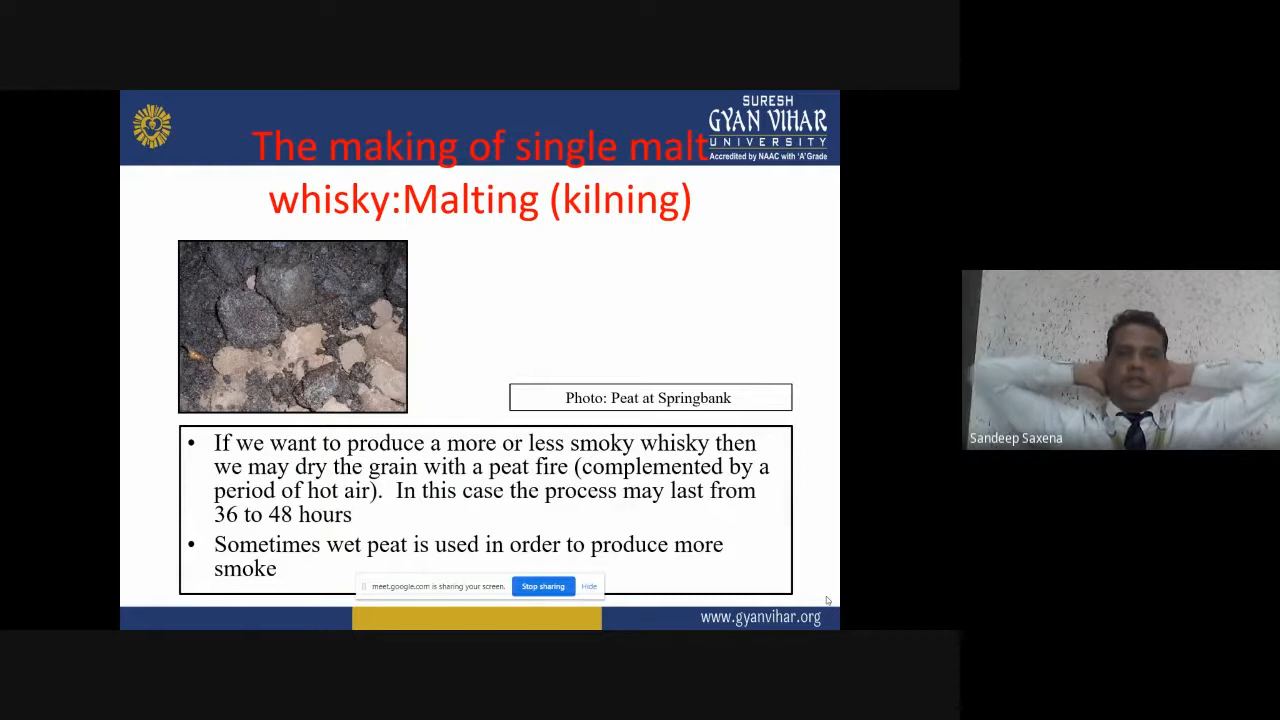 SURESH
GYAN VIHAR
UNIVERSITY
Accredited by NAAC with 'A' Grade
The making of single malt
whisky:Malting (kilning)
Photo: Peat at Springbank
• If we want to produce a more or less smoky whisky then
we may dry the grain with a peat fire (complemented by a
period of hot air). In this case the process may last from
36 to 48 hours
• Sometimes wet peat is used in order to produce more
smoke
meet.google.com is sharing your screen. Stop sharing Hide
www.gyanvihar.org
Sandeep Saxena